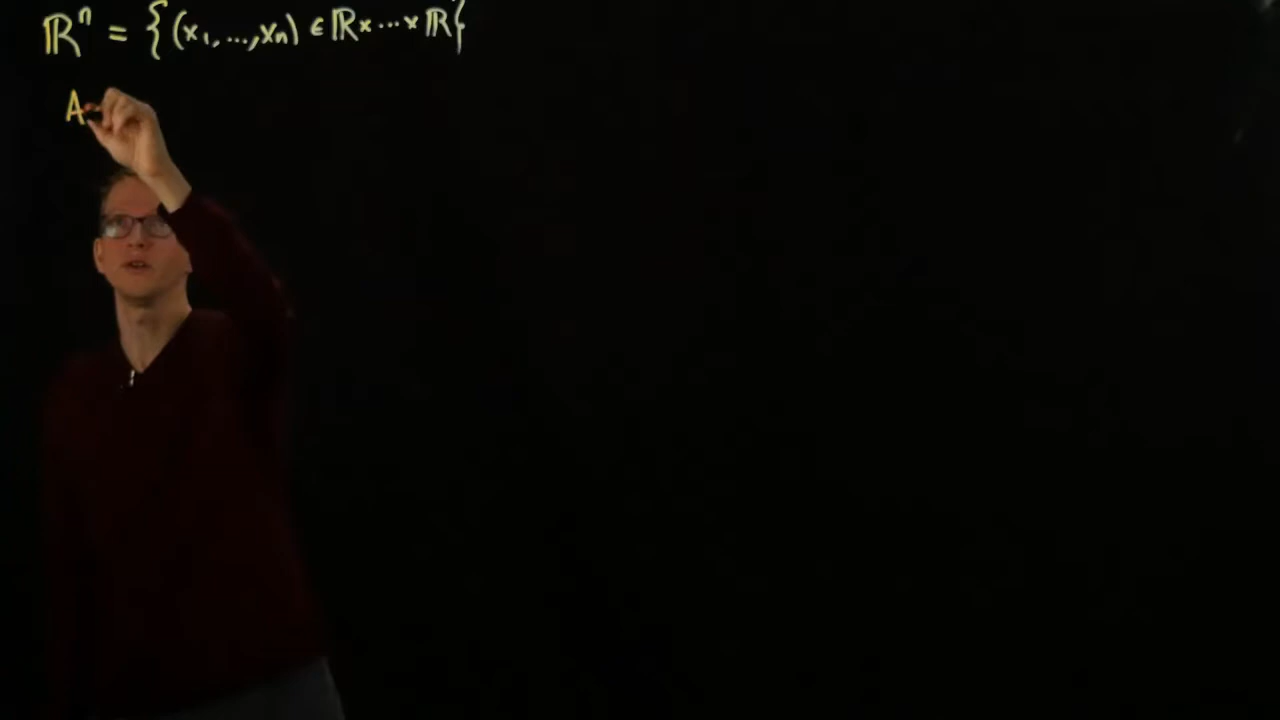 ℝⁿ = {(x₁, ..., xₙ) ∈ ℝ × ⋯ × ℝ}
A